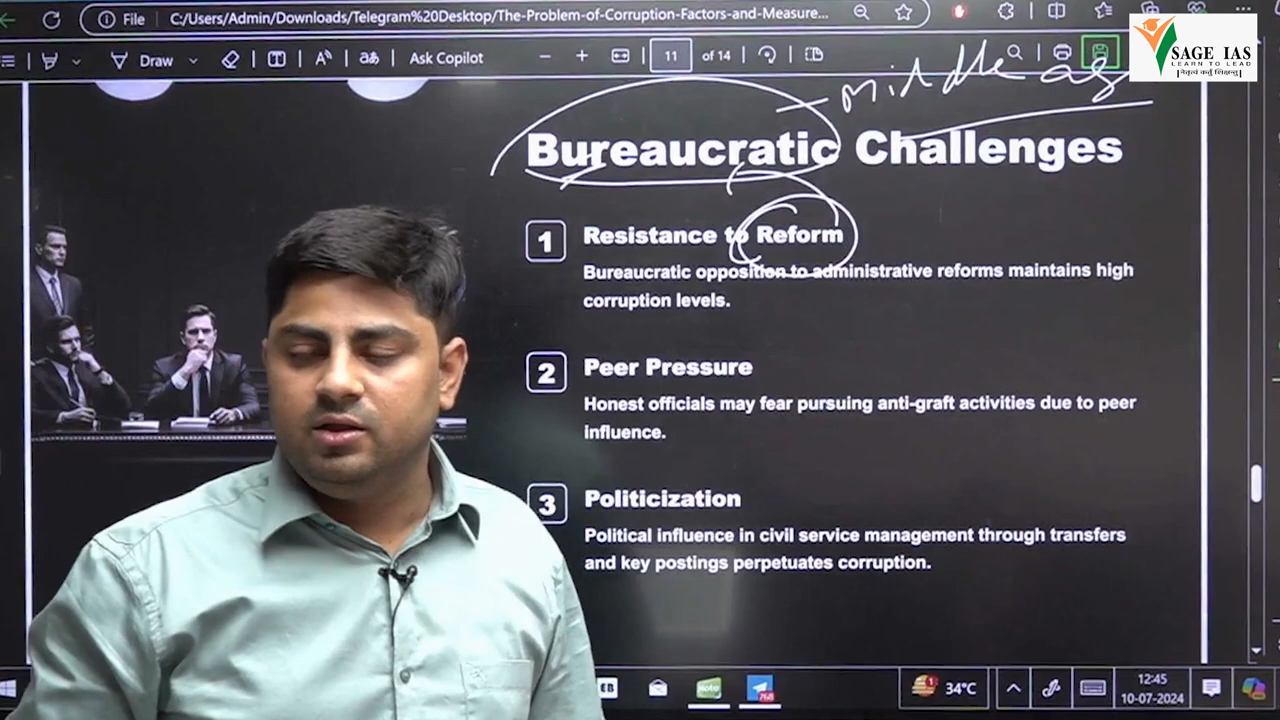 File
C:/Users/Admin/Downloads/Telegram%20Desktop/The-Problem-of-Corruption-Factors-and-Measure...
Draw
Ask Copilot
11 of 14
SAGE IAS
LEARN TO LEAD
middle
Bureaucratic Challenges
1 Resistance to Reform
Bureaucratic opposition to administrative reforms maintains high
corruption levels.
2 Peer Pressure
Honest officials may fear pursuing anti-graft activities due to peer
influence.
3 Politicization
Political influence in civil service management through transfers
and key postings perpetuates corruption.
34°C
12:45
10-07-2024